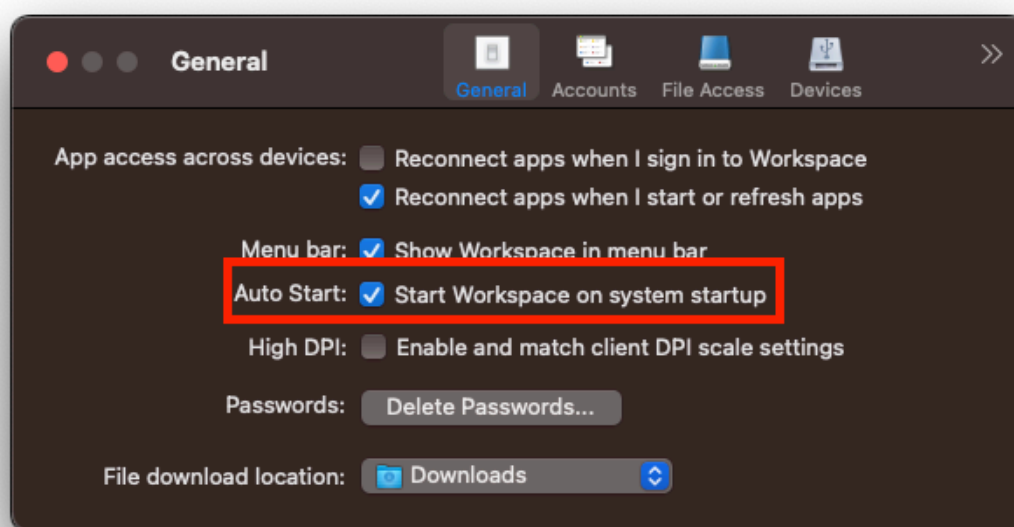 General
General Accounts File Access Devices
App access across devices: Reconnect apps when I sign in to Workspace
Reconnect apps when I start or refresh apps
Menu bar: Show Workspace in menu bar
Auto Start: Start Workspace on system startup
High DPI: Enable and match client DPI scale settings
Passwords: Delete Passwords...
File download location: Downloads